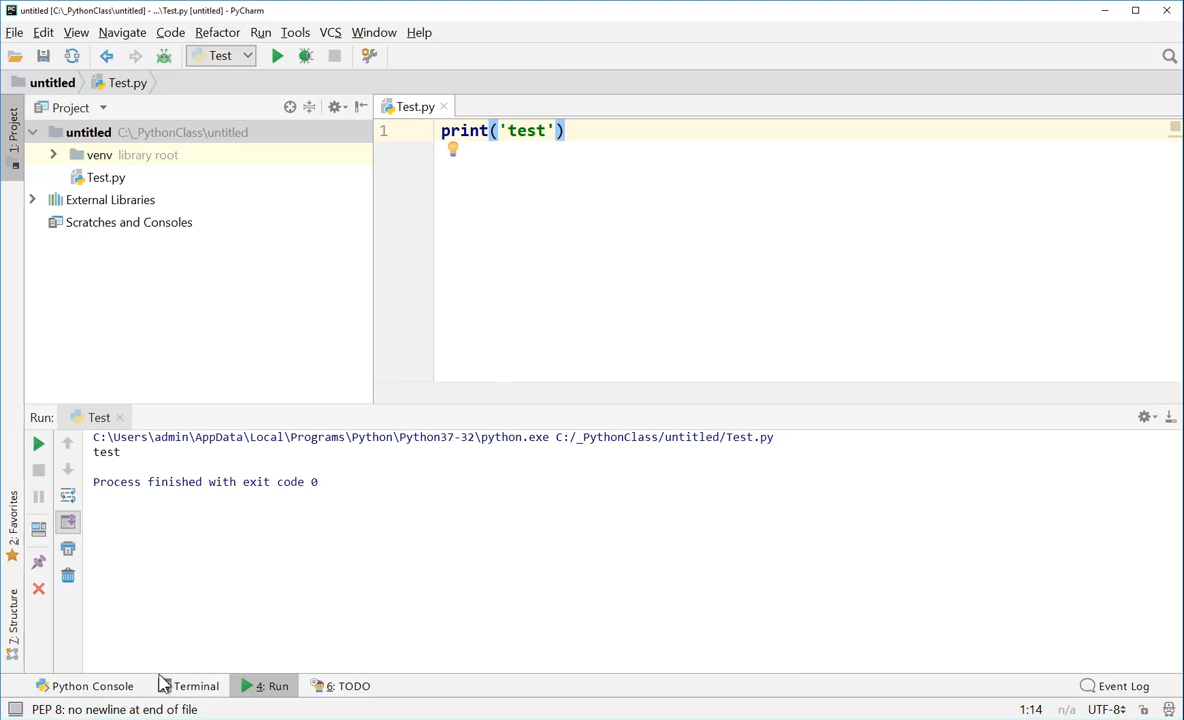 untitled [C:\_PythonClass\untitled] - ...\Test.py [untitled] - PyCharm
File Edit View Navigate Code Refactor Run Tools VCS Window Help
Test
untitled Test.py
Project
Test.py
1: Project
untitled C:\_PythonClass\untitled
venv library root
Test.py
External Libraries
Scratches and Consoles
1 print('test')
Run: Test
C:\Users\admin\AppData\Local\Programs\Python\Python37-32\python.exe C:/_PythonClass/untitled/Test.py
test
Process finished with exit code 0
2: Favorites
7: Structure
Python Console Terminal 4: Run 6: TODO Event Log
PEP 8: no newline at end of file 1:14 n/a UTF-8